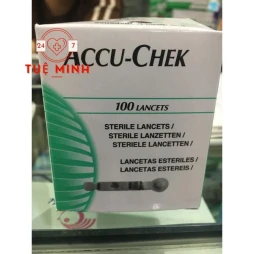 24 7
TUỆ MINH
ACCU-CHEK
100 LANCETS
STERILE LANCETS /
STERILE LANZETTEN /
STERIELE LANCETTEN /
LANCETAS ESTERILES /
LANCETAS ESTEREIS /